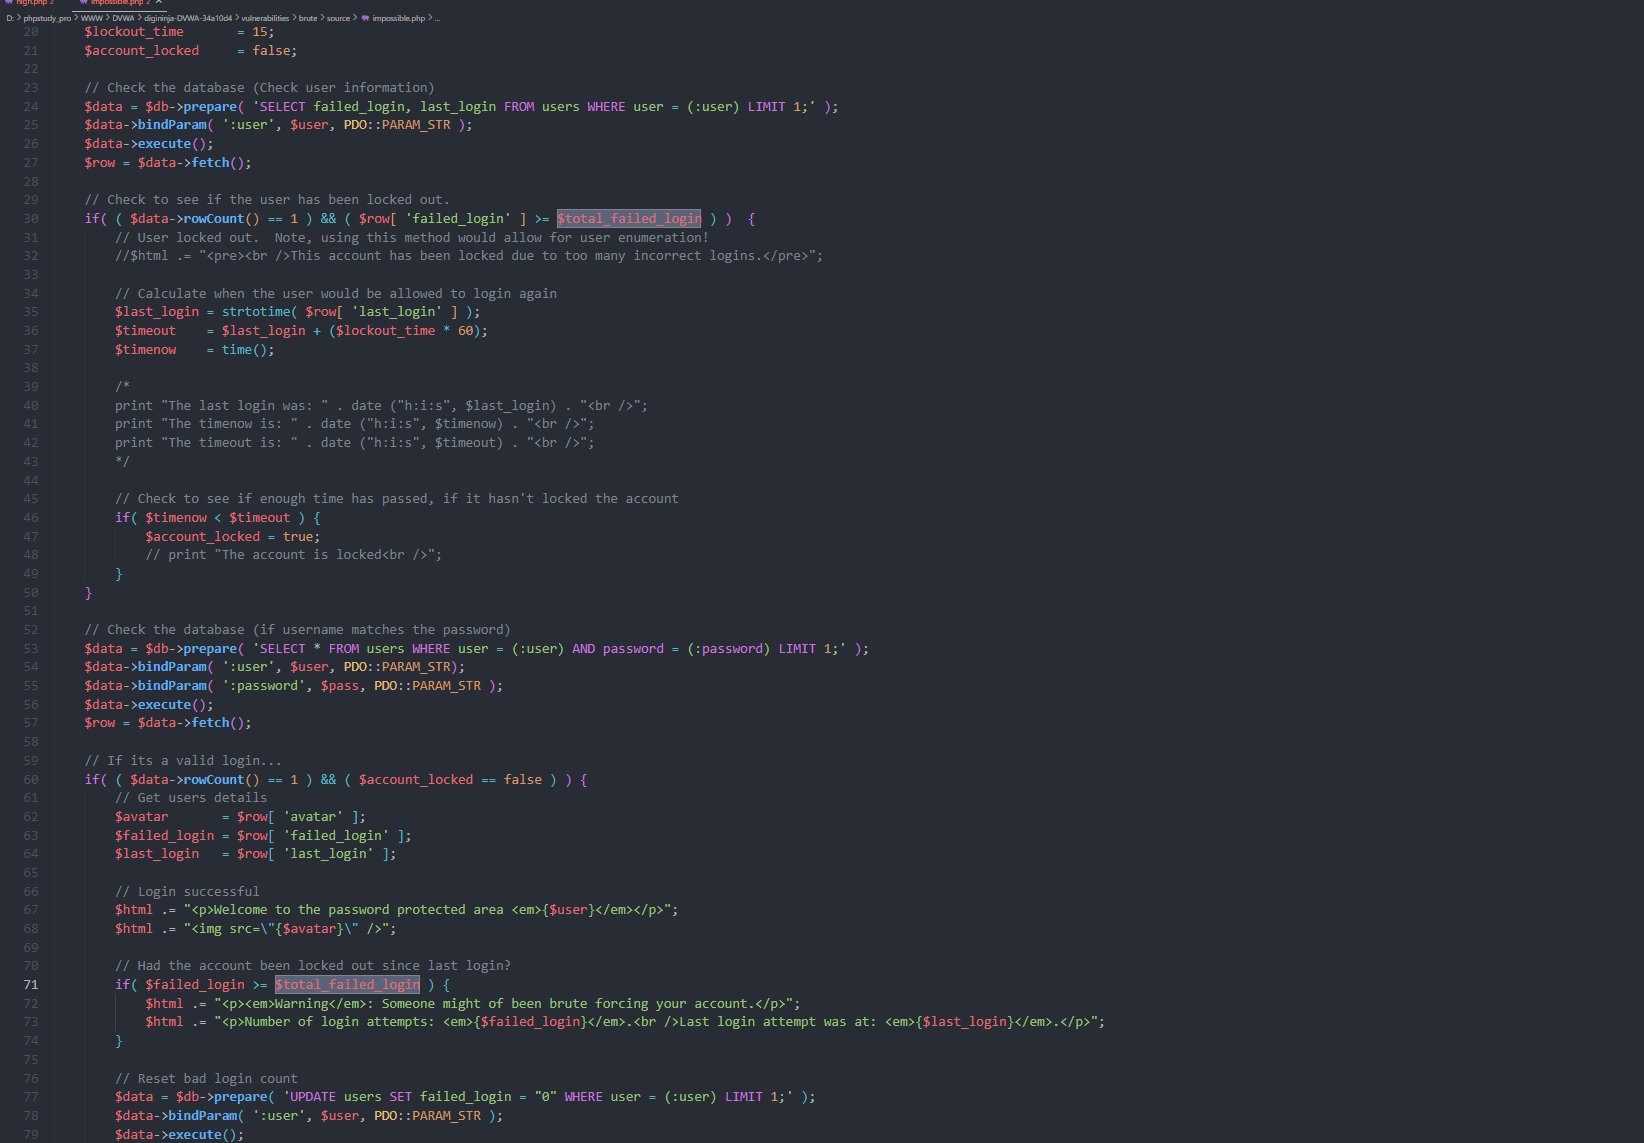 high.php 2 impossible.php 2 ×
D: > phpstudy_pro > WWW > DVWA > digininja-DVWA-34a10d4 > vulnerabilities > brute > source > impossible.php > ...
20 $lockout_time       = 15;
21 $account_locked     = false;
22
23 // Check the database (Check user information)
24 $data = $db->prepare( 'SELECT failed_login, last_login FROM users WHERE user = (:user) LIMIT 1;' );
25 $data->bindParam( ':user', $user, PDO::PARAM_STR );
26 $data->execute();
27 $row = $data->fetch();
28
29 // Check to see if the user has been locked out.
30 if( ( $data->rowCount() == 1 ) && ( $row[ 'failed_login' ] >= $total_failed_login ) )  {
31     // User locked out.  Note, using this method would allow for user enumeration!
32     //$html .= "<pre><br />This account has been locked due to too many incorrect logins.</pre>";
33
34     // Calculate when the user would be allowed to login again
35     $last_login = strtotime( $row[ 'last_login' ] );
36     $timeout    = $last_login + ($lockout_time * 60);
37     $timenow    = time();
38
39     /*
40     print "The last login was: " . date ("h:i:s", $last_login) . "<br />";
41     print "The timenow is: " . date ("h:i:s", $timenow) . "<br />";
42     print "The timeout is: " . date ("h:i:s", $timeout) . "<br />";
43     */
44
45     // Check to see if enough time has passed, if it hasn't locked the account
46     if( $timenow < $timeout ) {
47         $account_locked = true;
48         // print "The account is locked<br />";
49     }
50 }
51
52 // Check the database (if username matches the password)
53 $data = $db->prepare( 'SELECT * FROM users WHERE user = (:user) AND password = (:password) LIMIT 1;' );
54 $data->bindParam( ':user', $user, PDO::PARAM_STR);
55 $data->bindParam( ':password', $pass, PDO::PARAM_STR );
56 $data->execute();
57 $row = $data->fetch();
58
59 // If its a valid login...
60 if( ( $data->rowCount() == 1 ) && ( $account_locked == false ) ) {
61     // Get users details
62     $avatar       = $row[ 'avatar' ];
63     $failed_login = $row[ 'failed_login' ];
64     $last_login   = $row[ 'last_login' ];
65
66     // Login successful
67     $html .= "<p>Welcome to the password protected area <em>{$user}</em></p>";
68     $html .= "<img src=\"{$avatar}\" />";
69
70     // Had the account been locked out since last login?
71     if( $failed_login >= $total_failed_login ) {
72         $html .= "<p><em>Warning</em>: Someone might of been brute forcing your account.</p>";
73         $html .= "<p>Number of login attempts: <em>{$failed_login}</em>.<br />Last login attempt was at: <em>{$last_login}</em>.</p>";
74     }
75
76     // Reset bad login count
77     $data = $db->prepare( 'UPDATE users SET failed_login = "0" WHERE user = (:user) LIMIT 1;' );
78     $data->bindParam( ':user', $user, PDO::PARAM_STR );
79     $data->execute();